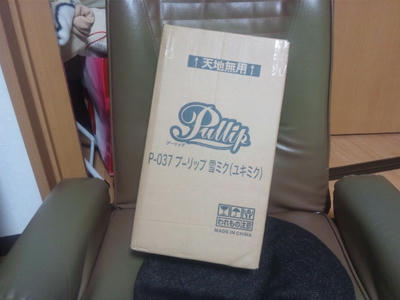 ↑天地無用↑
Pullip
プーリップ
P-037 プーリップ 雪ミク(ユキミク)
われもの注意
MADE IN CHINA